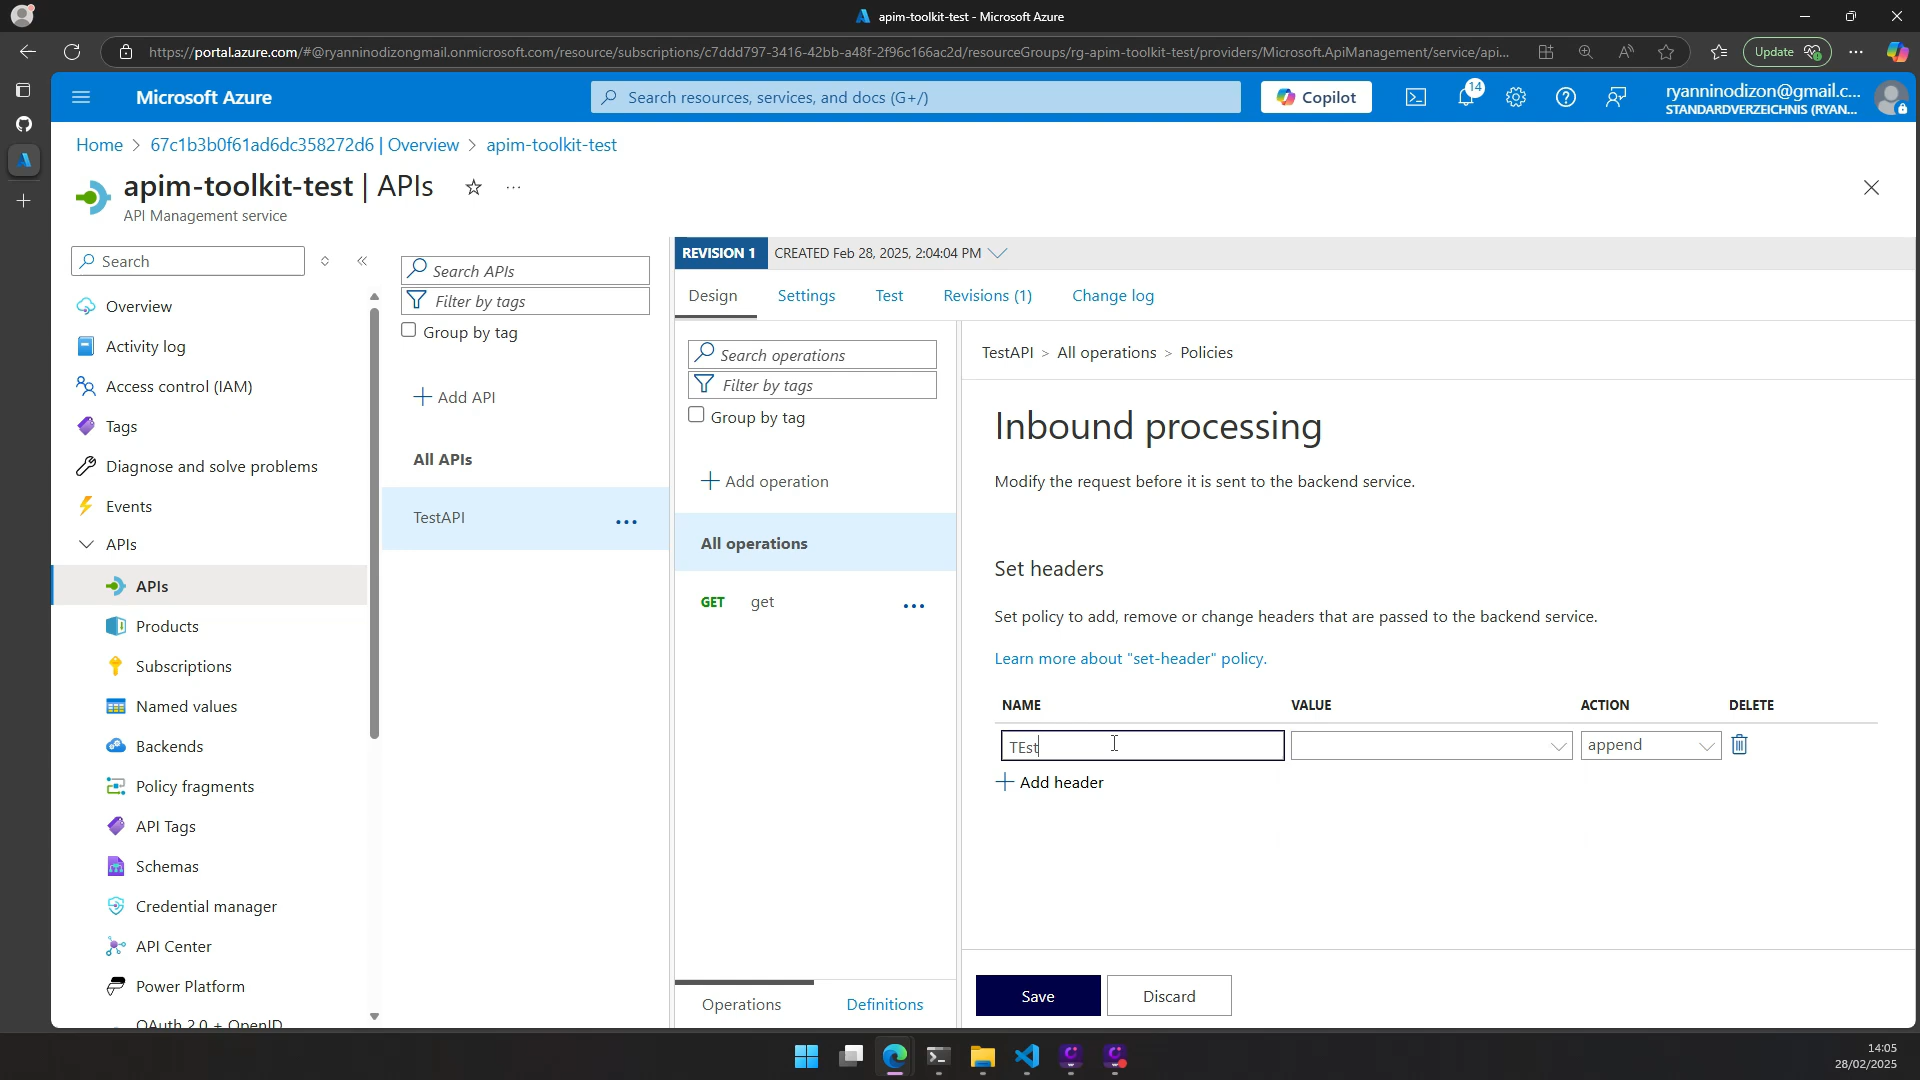 apim-toolkit-test - Microsoft Azure
https://portal.azure.com/#@ryanninodizongmail.onmicrosoft.com/resource/subscriptions/c7ddd797-3416-42bb-a48f-2f96c166ac2d/resourceGroups/rg-apim-toolkit-test/providers/Microsoft.ApiManagement/service/api...
Update
Microsoft Azure
Search resources, services, and docs (G+/)
Copilot
14
ryanninodizon@gmail.c...
STANDARDVERZEICHNIS (RYAN...
Home > 67c1b3b0f61ad6dc358272d6 | Overview > apim-toolkit-test
apim-toolkit-test | APIs
API Management service
Search
Overview
Activity log
Access control (IAM)
Tags
Diagnose and solve problems
Events
APIs
APIs
Products
Subscriptions
Named values
Backends
Policy fragments
API Tags
Schemas
Credential manager
API Center
Power Platform
OAuth 2.0 + OpenID
Search APIs
Filter by tags
Group by tag
Add API
All APIs
TestAPI
REVISION 1 CREATED Feb 28, 2025, 2:04:04 PM
Design Settings Test Revisions (1) Change log
Search operations
Filter by tags
Group by tag
Add operation
All operations
GET get
Operations Definitions
TestAPI > All operations > Policies
Inbound processing
Modify the request before it is sent to the backend service.
Set headers
Set policy to add, remove or change headers that are passed to the backend service.
Learn more about "set-header" policy.
NAME VALUE ACTION DELETE
TEst append
Add header
Save Discard
14:05
28/02/2025